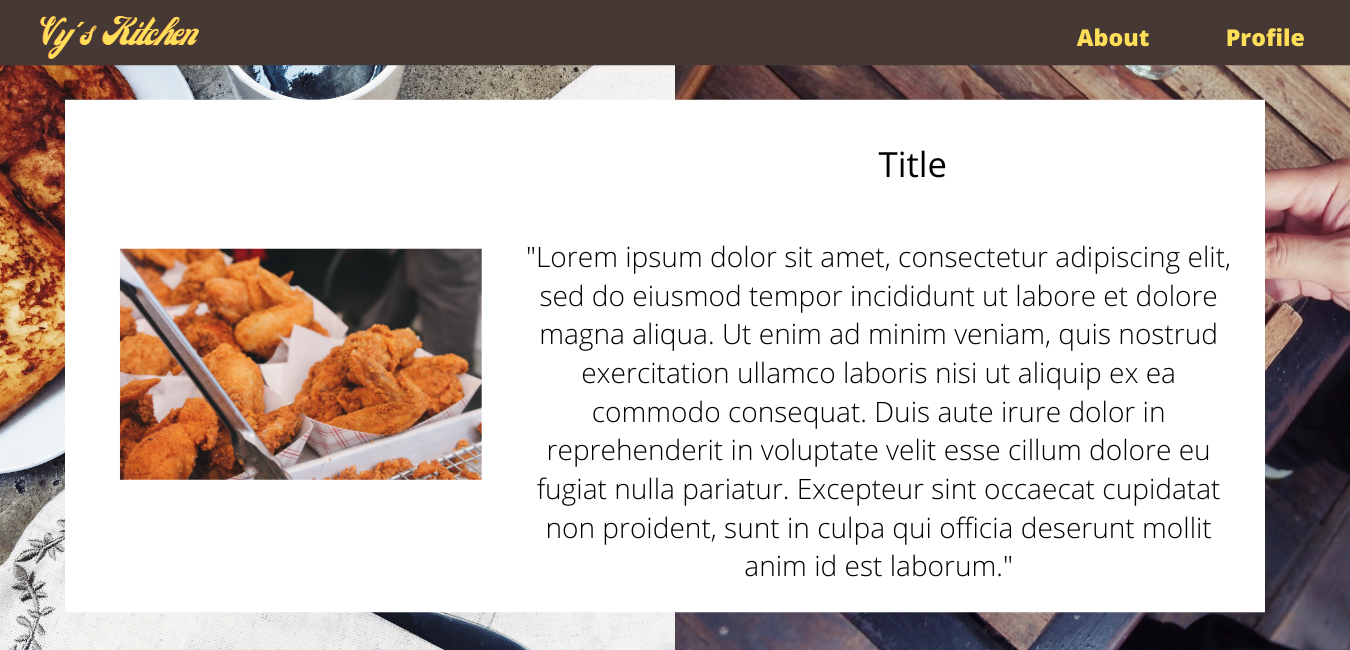 Vy's Kitchen
About
Profile
Title
"Lorem ipsum dolor sit amet, consectetur adipiscing elit,
sed do eiusmod tempor incididunt ut labore et dolore
magna aliqua. Ut enim ad minim veniam, quis nostrud
exercitation ullamco laboris nisi ut aliquip ex ea
commodo consequat. Duis aute irure dolor in
reprehenderit in voluptate velit esse cillum dolore eu
fugiat nulla pariatur. Excepteur sint occaecat cupidatat
non proident, sunt in culpa qui officia deserunt mollit
anim id est laborum."